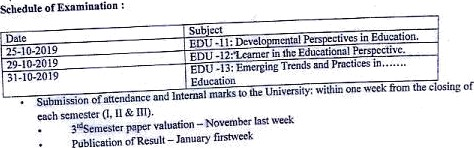 Schedule of Examination :
Date Subject
25-10-2019 EDU -11: Developmental Perspectives in Education.
29-10-2019 EDU -12: Learner in the Educational Perspective.
31-10-2019 EDU -13: Emerging Trends and Practices in.......
Education
• Submission of attendance and Internal marks to the University: within one week from the closing of
each semester (I, II & III).
• 3rdSemester paper valuation – November last week
• Publication of Result – January firstweek